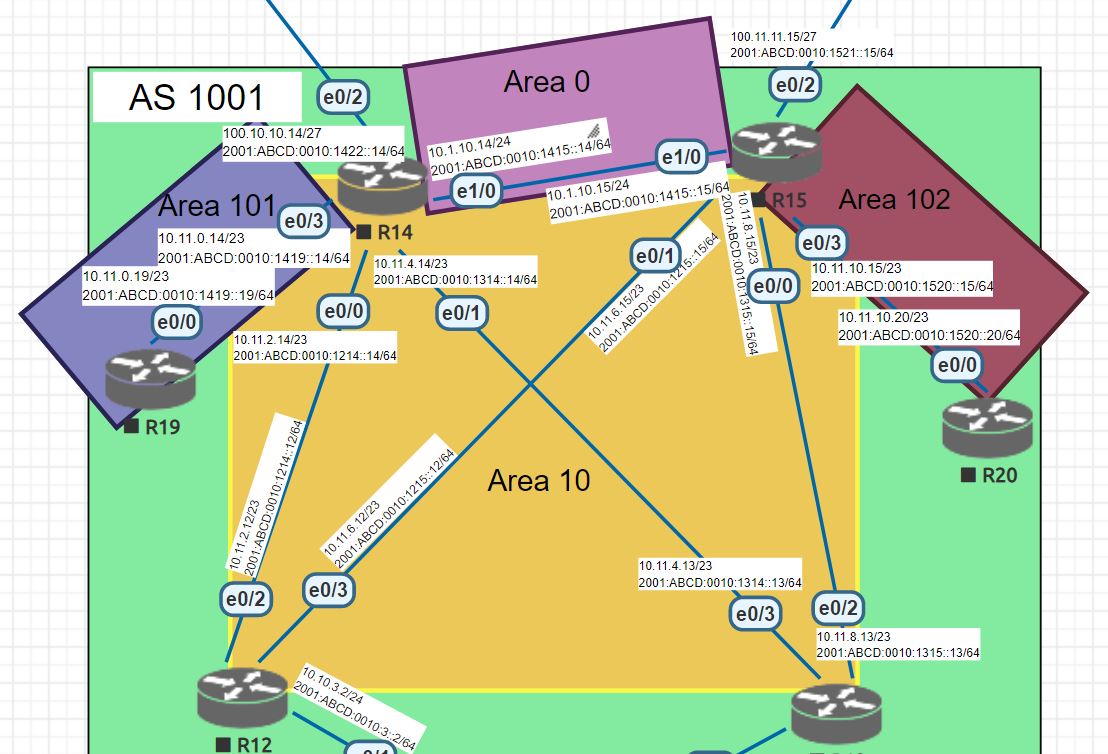 100.11.11.15/27
2001:ABCD:0010:1521::15/64
Area 0
e0/2
AS 1001
e0/2
100.10.10.14/27
2001:ABCD:0010:1422::14/64
10.1.10.14/24
2001:ABCD:0010:1415::14/64
e1/0
e1/0
10.1.10.15/24
2001:ABCD:0010:1415::15/64
R15
Area 102
Area 101
e0/3
R14
10.11.0.14/23
2001:ABCD:0010:1419::14/64
10.11.0.19/23
2001:ABCD:0010:1419::19/64
e0/0
R19
10.11.4.14/23
2001:ABCD:0010:1314::14/64
e0/0
e0/1
10.11.2.14/23
2001:ABCD:0010:1214::14/64
e0/1
10.11.6.15/23
2001:ABCD:0010:1215::15/64
10.11.8.15/23
2001:ABCD:0010:1315::15/64
e0/0
e0/3
10.11.10.15/23
2001:ABCD:0010:1520::15/64
10.11.10.20/23
2001:ABCD:0010:1520::20/64
e0/0
R20
Area 10
10.11.2.12/23
2001:ABCD:0010:1214::12/64
e0/2
10.11.6.12/23
2001:ABCD:0010:1215::12/64
e0/3
10.11.4.13/23
2001:ABCD:0010:1314::13/64
e0/3
e0/2
10.11.8.13/23
2001:ABCD:0010:1315::13/64
10.10.3.2/24
2001:ABCD:0010:3::2/64
R12